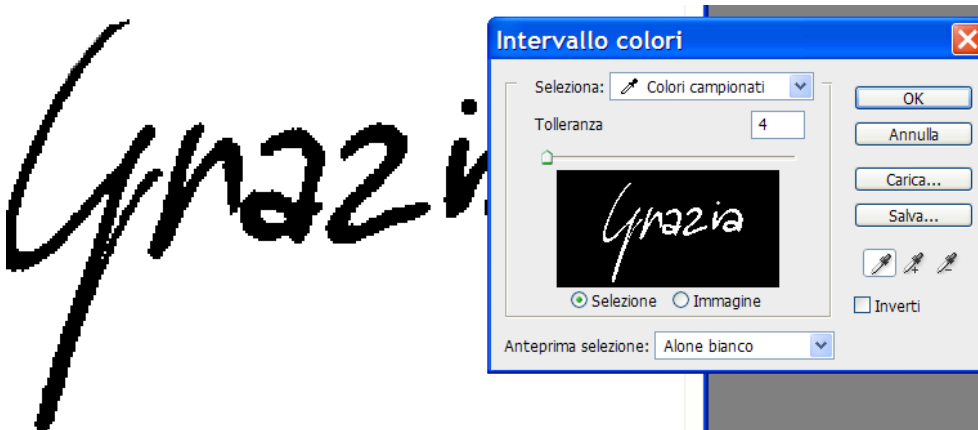 Grazi
Intervallo colori
Seleziona: Colori campionati
Tolleranza 4
Grazia
Selezione Immagine
Anteprima selezione: Alone bianco
OK
Annulla
Carica...
Salva...
Inverti